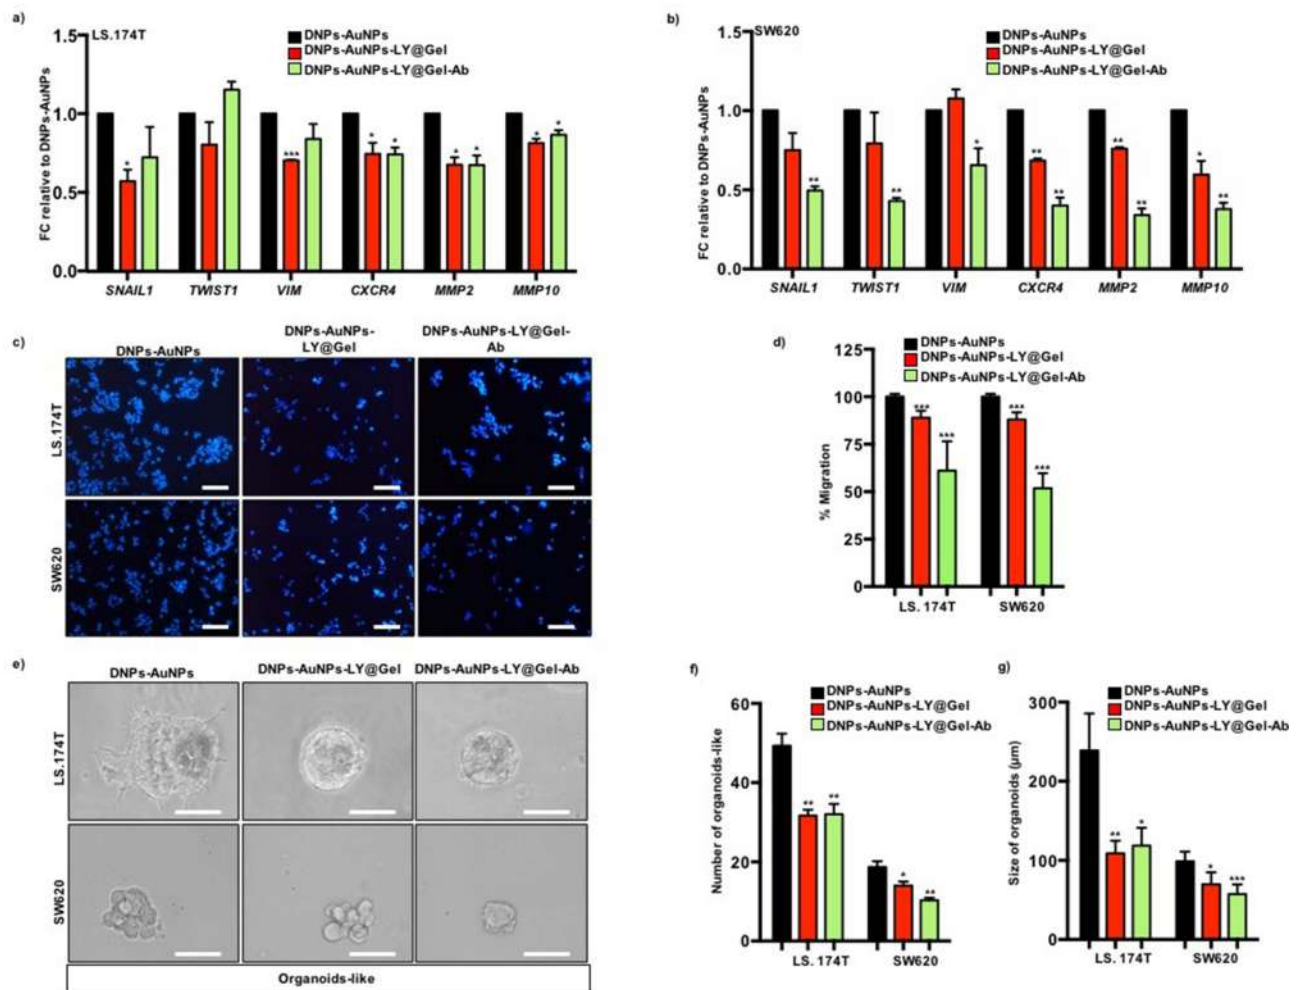 a)
LS.174T
DNPs-AuNPs
DNPs-AuNPs-LY@Gel
DNPs-AuNPs-LY@Gel-Ab
FC relative to DNPs-AuNPs
1.5
1.0
0.5
0.0
*
***
* *
* *
* *
SNAIL1 TWIST1 VIM CXCR4 MMP2 MMP10
b)
SW620
DNPs-AuNPs
DNPs-AuNPs-LY@Gel
DNPs-AuNPs-LY@Gel-Ab
FC relative to DNPs-AuNPs
1.5
1.0
0.5
0.0
**
**
*
** **
** **
* **
SNAIL1 TWIST1 VIM CXCR4 MMP2 MMP10
c)
DNPs-AuNPs
DNPs-AuNPs-
LY@Gel
DNPs-AuNPs-LY@Gel-
Ab
LS.174T
SW620
d)
DNPs-AuNPs
DNPs-AuNPs-LY@Gel
DNPs-AuNPs-LY@Gel-Ab
% Migration
125
100
75
50
25
0
*** ***
*** ***
LS. 174T SW620
e)
DNPs-AuNPs DNPs-AuNPs-LY@Gel DNPs-AuNPs-LY@Gel-Ab
LS.174T
SW620
Organoids-like
f)
DNPs-AuNPs
DNPs-AuNPs-LY@Gel
DNPs-AuNPs-LY@Gel-Ab
Number of organoids-like
60
40
20
0
** **
* **
LS. 174T SW620
g)
DNPs-AuNPs
DNPs-AuNPs-LY@Gel
DNPs-AuNPs-LY@Gel-Ab
Size of organoids (µm)
300
200
100
0
** *
* ***
LS. 174T SW620